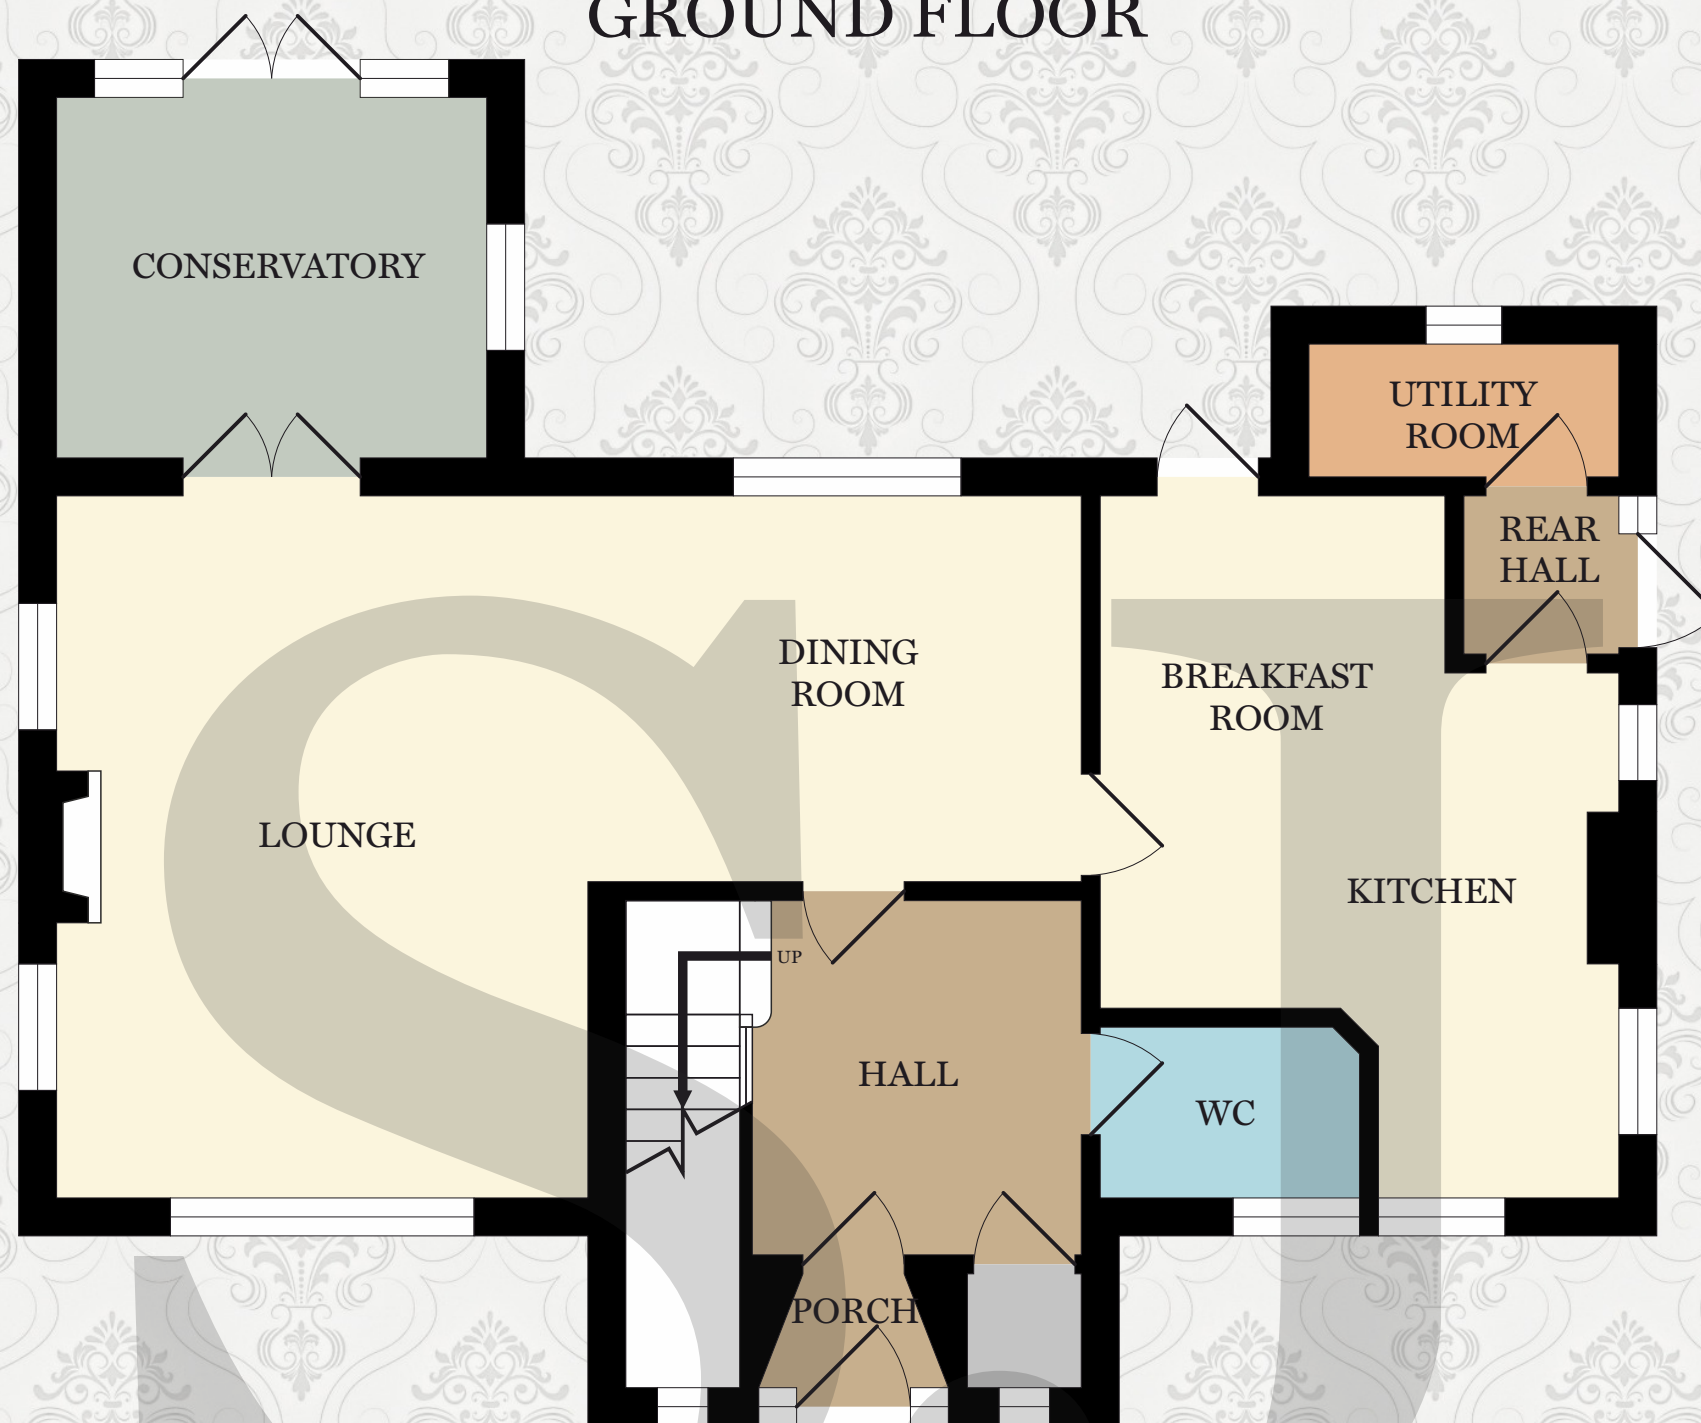 GROUND FLOOR
CONSERVATORY
UTILITY
ROOM
REAR
HALL
DINING
ROOM
BREAKFAST
ROOM
LOUNGE
KITCHEN
UP
HALL
WC
PORCH